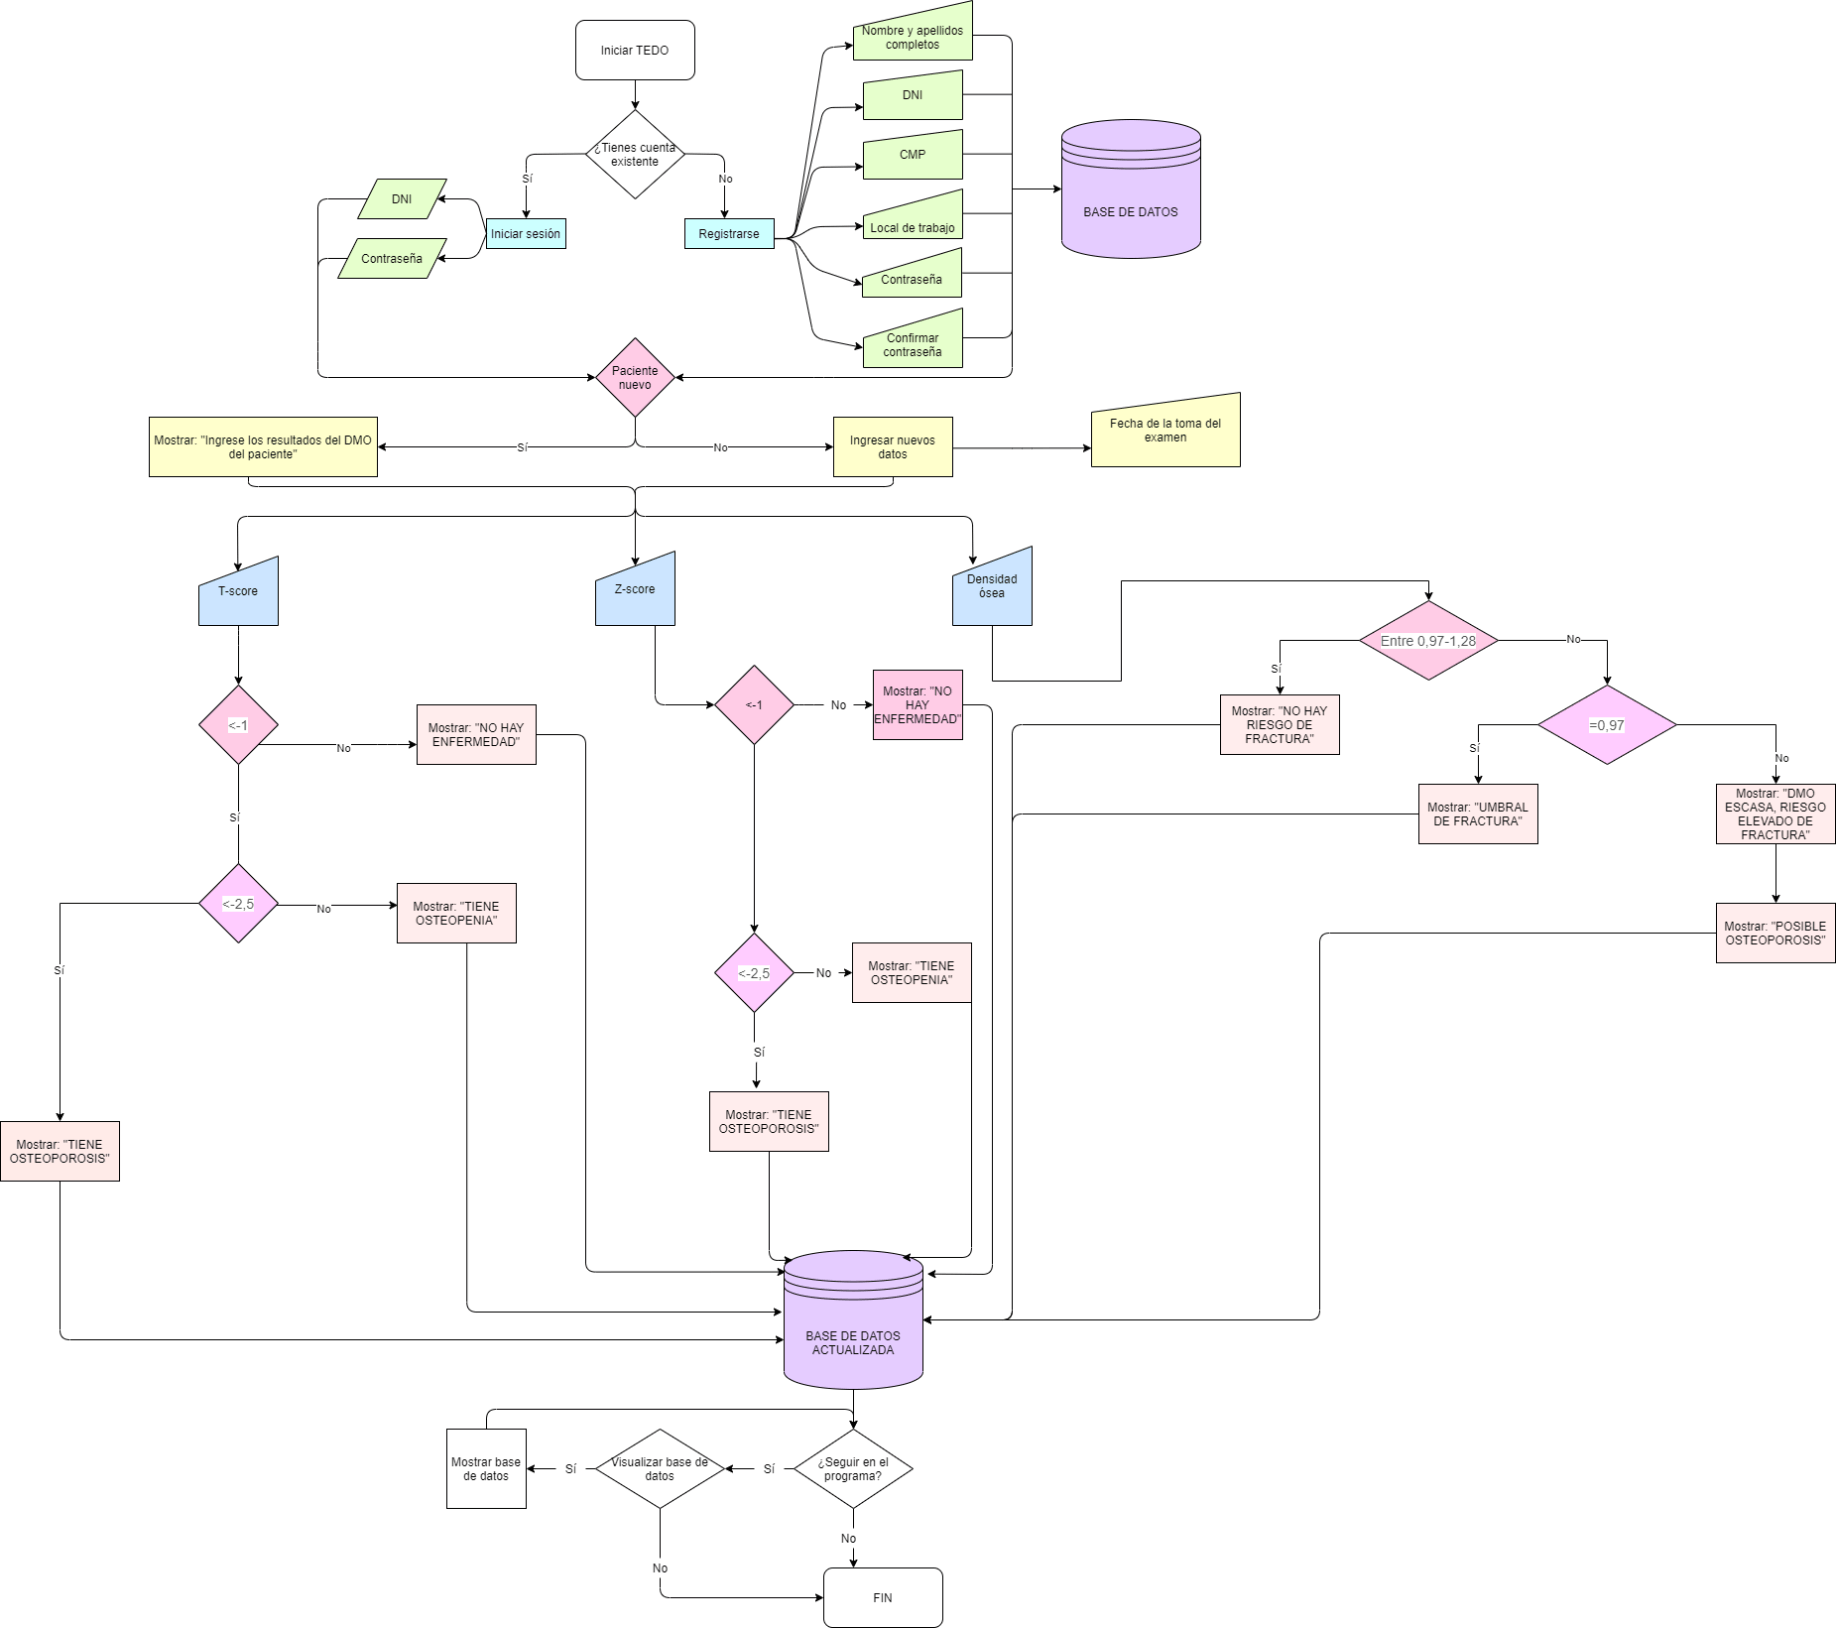 Iniciar TEDO
Nombre y apellidos
completos
DNI
¿Tienes cuenta
existente
CMP
Sí
No
DNI
BASE DE DATOS
Iniciar sesión
Registrarse
Local de trabajo
Contraseña
Contraseña
Confirmar
contraseña
Paciente
nuevo
Mostrar: "Ingrese los resultados del DMO
del paciente"
Sí
No
Ingresar nuevos
datos
Fecha de la toma del
examen
T-score
Z-score
Densidad
ósea
Entre 0,97-1,28
No
Sí
<-1
No
Mostrar: "NO HAY
ENFERMEDAD"
<-1
No
Mostrar: "NO
HAY
ENFERMEDAD"
Mostrar: "NO HAY
RIESGO DE
FRACTURA"
=0,97
Sí
No
Sí
Mostrar: "UMBRAL
DE FRACTURA"
Mostrar: "DMO
ESCASA, RIESGO
ELEVADO DE
FRACTURA"
<-2,5
No
Mostrar: "TIENE
OSTEOPENIA"
Mostrar: "POSIBLE
OSTEOPOROSIS"
Sí
<-2,5
No
Mostrar: "TIENE
OSTEOPENIA"
Sí
Mostrar: "TIENE
OSTEOPOROSIS"
Mostrar: "TIENE
OSTEOPOROSIS"
BASE DE DATOS
ACTUALIZADA
Mostrar base
de datos
Sí
Visualizar base de
datos
Sí
¿Seguir en el
programa?
No
No
FIN